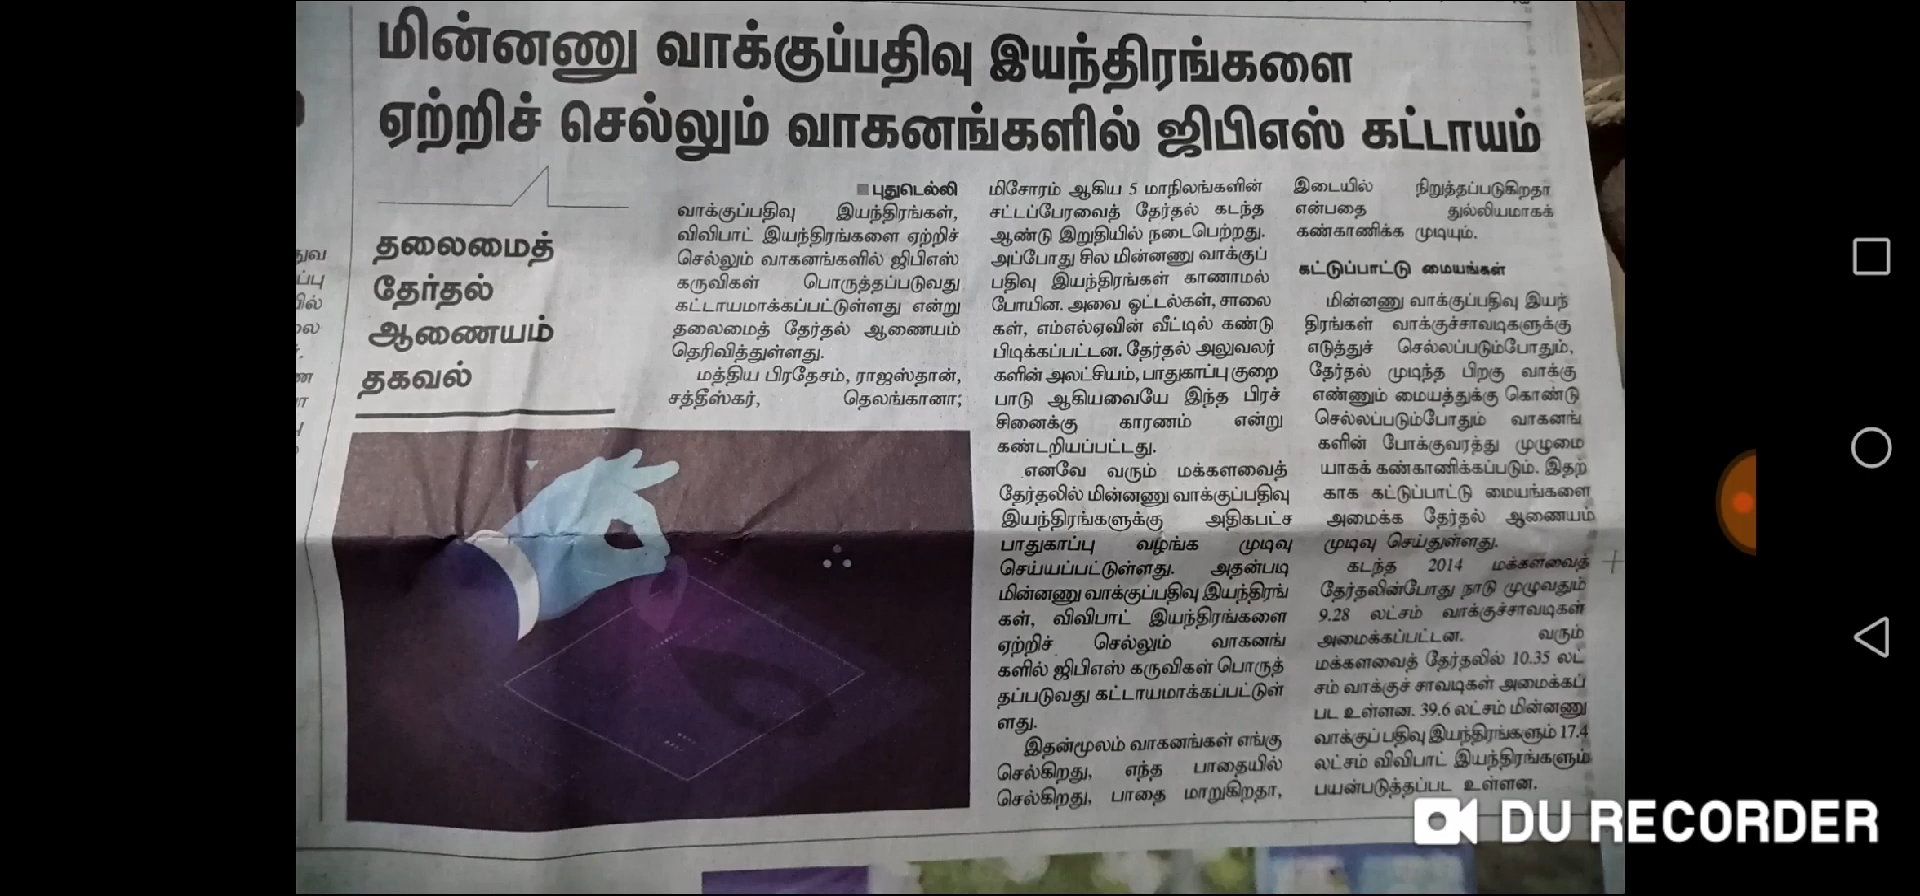 மின்னணு வாக்குப்பதிவு இயந்திரங்களை
ஏற்றிச் செல்லும் வாகனங்களில் ஜிபிஎஸ் கட்டாயம்
தலைமைத்
தேர்தல்
ஆணையம்
தகவல்
புதுடெல்லி
வாக்குப்பதிவு இயந்திரங்கள்,
விவிபாட் இயந்திரங்களை ஏற்றிச்
செல்லும் வாகனங்களில் ஜிபிஎஸ்
கருவிகள் பொருத்தப்படுவது
கட்டாயமாக்கப்பட்டுள்ளது என்று
தலைமைத் தேர்தல் ஆணையம்
தெரிவித்துள்ளது.
மத்திய பிரதேசம், ராஜஸ்தான்,
சத்தீஸ்கர், தெலங்கானா;
மிசோரம் ஆகிய 5 மாநிலங்களின்
சட்டப்பேரவைத் தேர்தல் கடந்த
ஆண்டு இறுதியில் நடைபெற்றது.
அப்போது சில மின்னணு வாக்குப்
பதிவு இயந்திரங்கள் காணாமல்
போயின. அவை ஓட்டல்கள், சாலை
கள், எம்எல்ஏவின் வீட்டில் கண்டு
பிடிக்கப்பட்டன. தேர்தல் அலுவலர்
களின் அலட்சியம், பாதுகாப்பு குறை
பாடு ஆகியவையே இந்த பிரச்
சினைக்கு காரணம் என்று
கண்டறியப்பட்டது.
எனவே வரும் மக்களவைத்
தேர்தலில் மின்னணு வாக்குப்பதிவு
இயந்திரங்களுக்கு அதிகபட்ச
பாதுகாப்பு வழங்க முடிவு
செய்யப்பட்டுள்ளது. அதன்படி
மின்னணு வாக்குப்பதிவு இயந்திரங்
கள், விவிபாட் இயந்திரங்களை
ஏற்றிச் செல்லும் வாகனங்
களில் ஜிபிஎஸ் கருவிகள் பொருத்
தப்படுவது கட்டாயமாக்கப்பட்டுள்
ளது.
இதன்மூலம் வாகனங்கள் எங்கு
செல்கிறது, எந்த பாதையில்
செல்கிறது, பாதை மாறுகிறதா,
இடையில் நிறுத்தப்படுகிறதா
என்பதை துல்லியமாகக்
கண்காணிக்க முடியும்.
கட்டுப்பாட்டு மையங்கள்
மின்னணு வாக்குப்பதிவு இயந்
திரங்கள் வாக்குச்சாவடிகளுக்கு
எடுத்துச் செல்லப்படும்போதும்,
தேர்தல் முடிந்த பிறகு வாக்கு
எண்ணும் மையத்துக்கு கொண்டு
செல்லப்படும்போதும் வாகனங்
களின் போக்குவரத்து முழுமை
யாகக் கண்காணிக்கப்படும். இதற்
காக கட்டுப்பாட்டு மையங்களை
அமைக்க தேர்தல் ஆணையம்
முடிவு செய்துள்ளது.
கடந்த 2014 மக்களவைத்
தேர்தலின்போது நாடு முழுவதும்
9.28 லட்சம் வாக்குச்சாவடிகள்
அமைக்கப்பட்டன. வரும்
மக்களவைத் தேர்தலில் 10.35 லட்
சம் வாக்குச் சாவடிகள் அமைக்கப்
பட உள்ளன. 39.6 லட்சம் மின்னணு
வாக்குப் பதிவு இயந்திரங்களும் 17.4
லட்சம் விவிபாட் இயந்திரங்களும்
பயன்படுத்தப்பட உள்ளன.
DU RECORDER